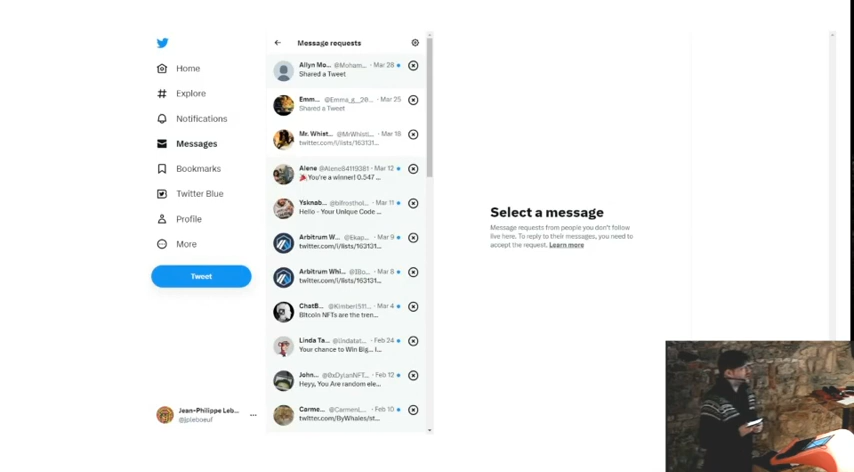 Home
Explore
Notifications
Messages
Bookmarks
Twitter Blue
Profile
More
Tweet
Jean-Philippe Leb...
@jpleboeuf
Message requests
Allyn Mo... @Moham... · Mar 28
Shared a Tweet
Emm... @Emma_g__20... · Mar 25
Shared a Tweet
Mr. Whist... @MrWhistl... · Mar 18
twitter.com/i/lists/163131...
Alene @Alene64119381 · Mar 12
You're a winner! 0.547 ...
Ysknab... @bifrosthol... · Mar 11
Hello - Your Unique Code ...
Arbitrum W... @Ekap... · Mar 9
twitter.com/i/lists/163131...
Arbitrum Whi... @IBo... · Mar 8
twitter.com/i/lists/163131...
ChatB... @Kimberl511... · Mar 4
Bitcoin NFTs are the tren...
Linda Ta... @lindatat... · Feb 24
Your chance to Win Big... I...
John... @0xDylanNFT... · Feb 12
Heyy, You Are random ele...
Carme... @CarmenL... · Feb 10
twitter.com/ByWhales/st...
Select a message
Message requests from people you don't follow
live here. To reply to their messages, you need to
accept the request. Learn more